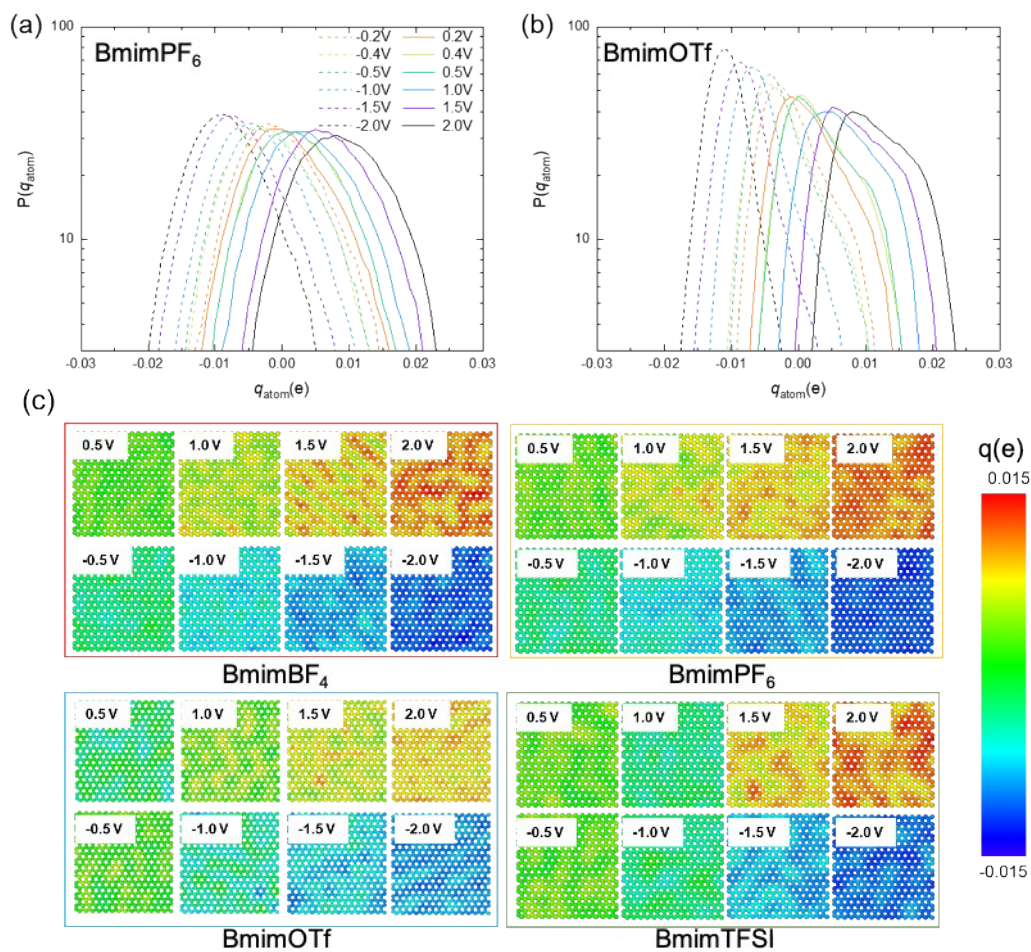 (a)
BmimPF6
-0.2V 0.2V
-0.4V 0.4V
-0.5V 0.5V
-1.0V 1.0V
-1.5V 1.5V
-2.0V 2.0V
100
10
P(qatom)
-0.03 -0.02 -0.01 0.00 0.01 0.02 0.03
qatom(e)
(b)
BmimOTf
100
10
P(qatom)
-0.03 -0.02 -0.01 0.00 0.01 0.02 0.03
qatom(e)
(c)
0.5 V 1.0 V 1.5 V 2.0 V
-0.5 V -1.0 V -1.5 V -2.0 V
BmimBF4
0.5 V 1.0 V 1.5 V 2.0 V
-0.5 V -1.0 V -1.5 V -2.0 V
BmimPF6
0.5 V 1.0 V 1.5 V 2.0 V
-0.5 V -1.0 V -1.5 V -2.0 V
BmimOTf
0.5 V 1.0 V 1.5 V 2.0 V
-0.5 V -1.0 V -1.5 V -2.0 V
BmimTFSI
q(e)
0.015
-0.015